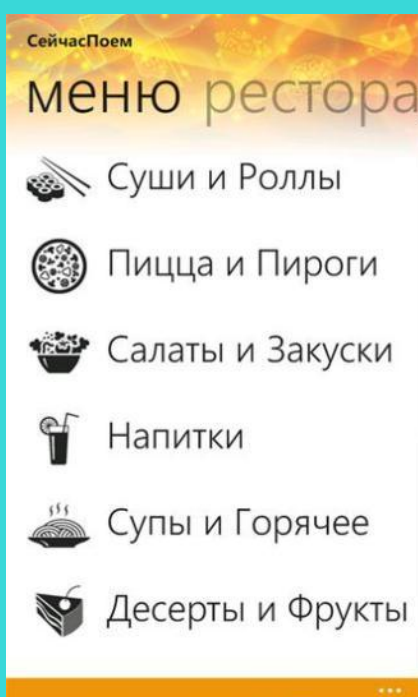 СейчасПоем
меню рестора
Суши и Роллы
Пицца и Пироги
Салаты и Закуски
Напитки
Супы и Горячее
Десерты и Фрукты